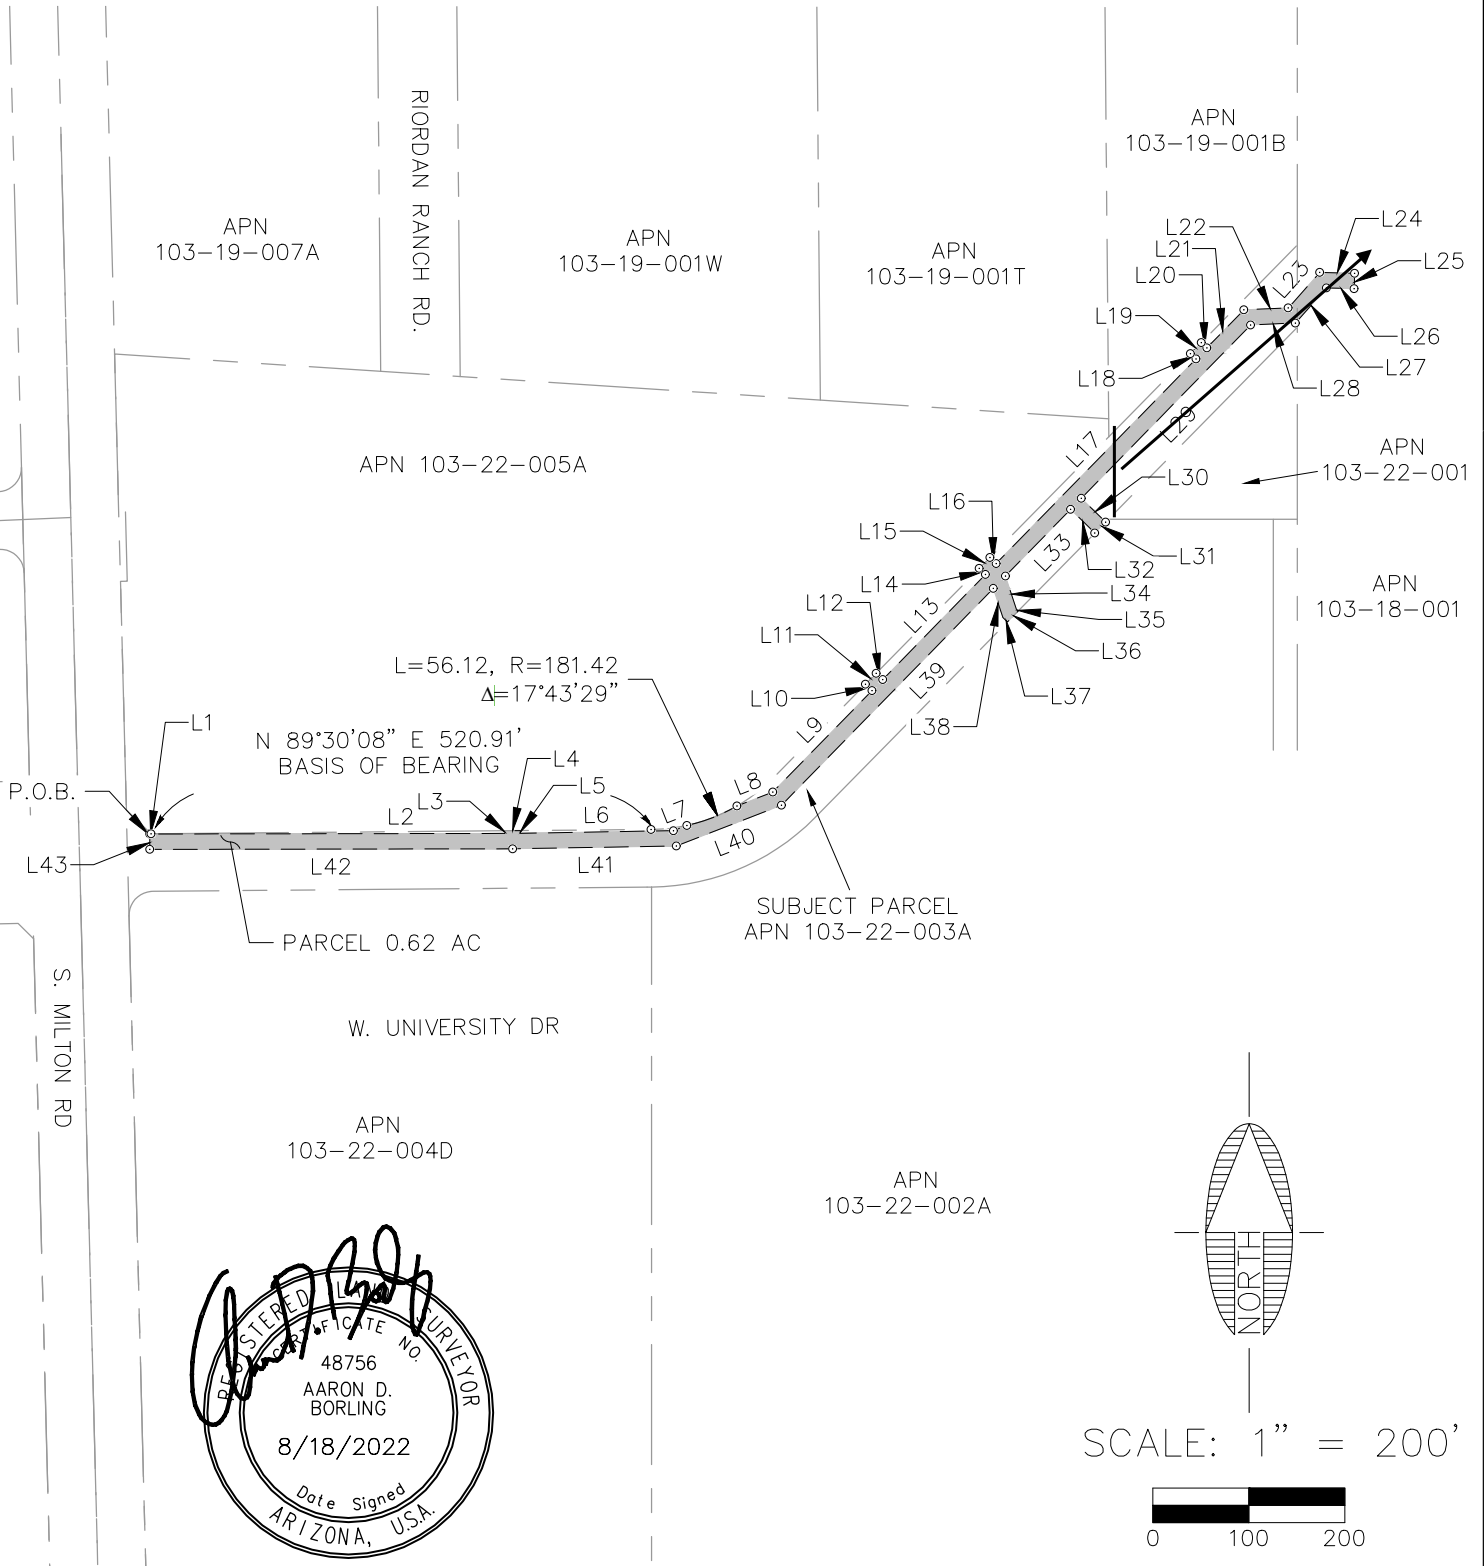 APN
103-19-001B
RIORDAN RANCH RD.
APN
103-19-007A
APN
103-19-001W
APN
103-19-001T
L22
L21
L20
L19
L18
L23
L24
L25
L26
L27
L28
L29
L17
APN 103-22-005A
APN
103-22-001
L16
L15
L14
L30
L31
L32
L33
L34
L35
L36
L37
L38
APN
103-18-001
L13
L12
L11
L10
L39
L=56.12, R=181.42
Δ=17°43'29"
L9
L1
N 89°30'08" E 520.91'
BASIS OF BEARING
L4
L5
P.O.B.
L3
L2
L6
L7
L8
L40
L43
L42
L41
SUBJECT PARCEL
APN 103-22-003A
PARCEL 0.62 AC
S. MILTON RD
W. UNIVERSITY DR
APN
103-22-004D
APN
103-22-002A
REGISTERED LAND SURVEYOR
CERTIFICATE NO.
48756
AARON D.
BORLING
8/18/2022
Date Signed
ARIZONA, U.S.A.
NORTH
SCALE: 1" = 200'
0 100 200